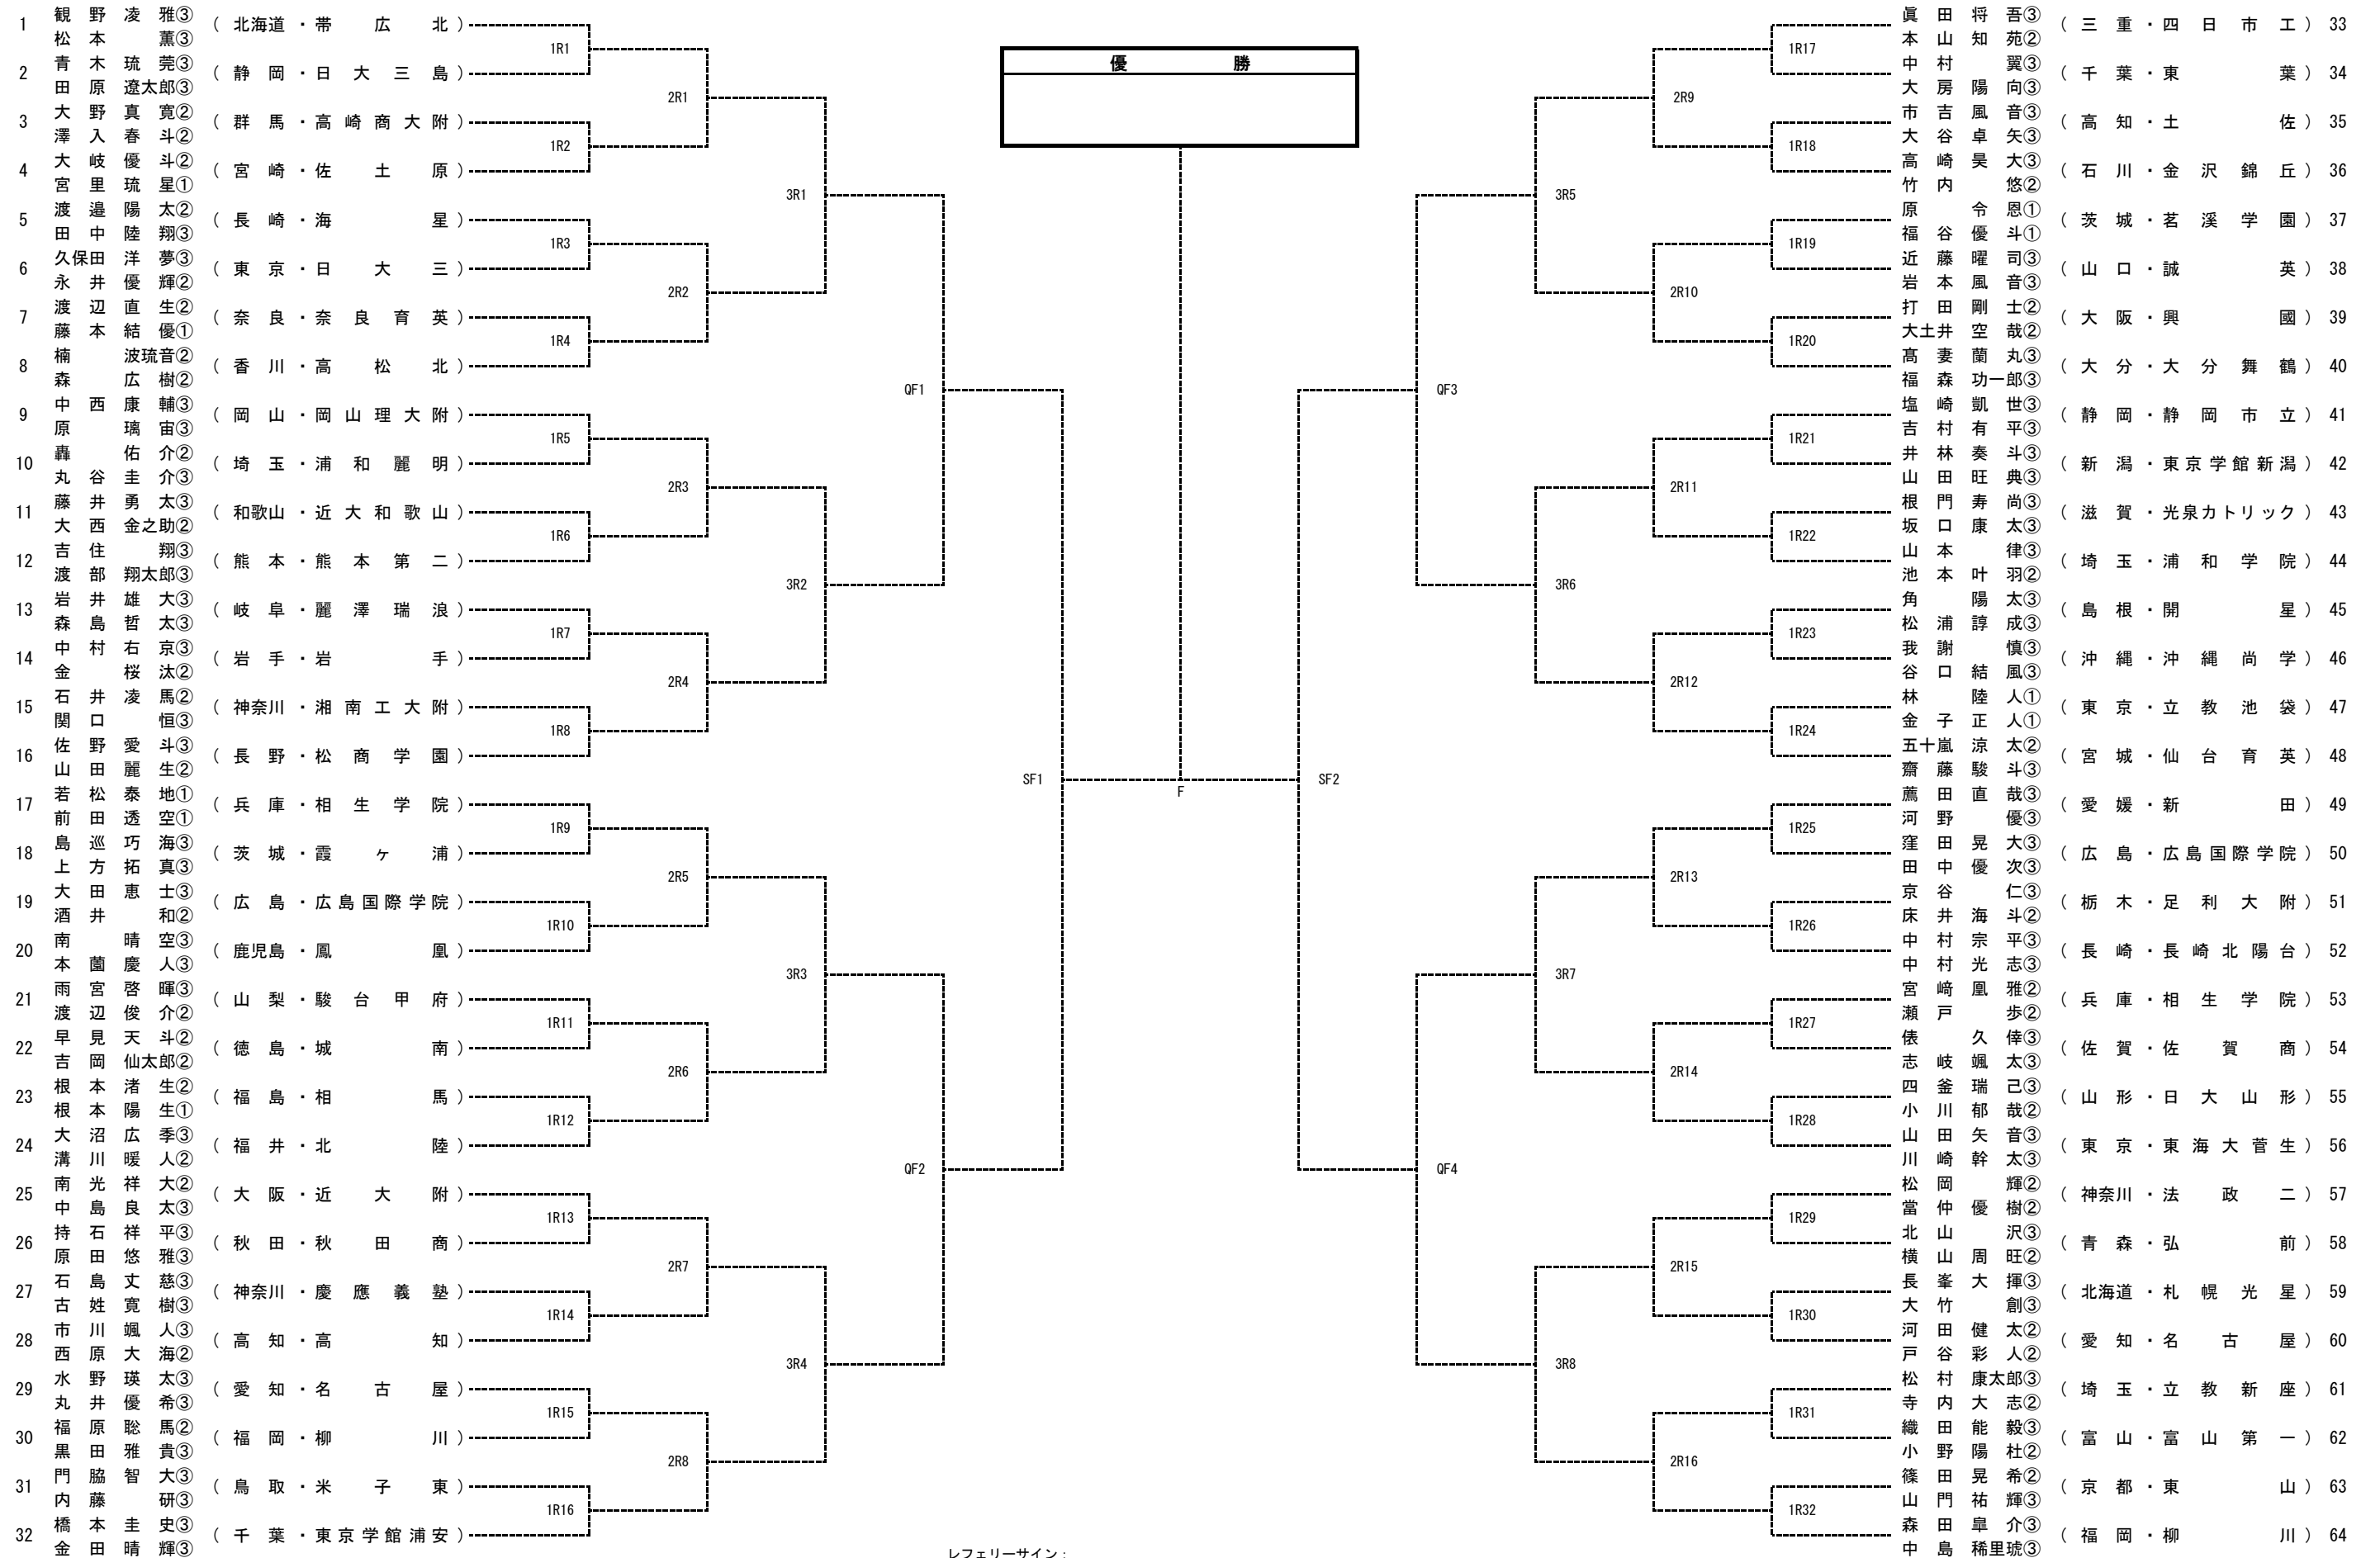 優勝
1 観野凌雅③ 松本薫③ (北海道・帯広北)
2 青木琉莞③ 田原遼太郎③ (静岡・日大三島)
3 大野真寛② 澤入春斗② (群馬・高崎商大附)
4 大岐優斗② 宮里琉星① (宮崎・佐土原)
5 渡邉陽太② 田中陸翔③ (長崎・海星)
6 久保田洋夢③ 永井優輝② (東京・日大三)
7 渡辺直生② 藤本結優① (奈良・奈良育英)
8 楠波琉音② 森広樹② (香川・高松北)
9 中西康輔③ 原璃宙③ (岡山・岡山理大附)
10 轟佑介② 丸谷圭介③ (埼玉・浦和麗明)
11 藤井勇太③ 大西金之助② (和歌山・近大和歌山)
12 吉住翔③ 渡部翔太郎③ (熊本・熊本第二)
13 岩井雄大③ 森島哲太③ (岐阜・麗澤瑞浪)
14 中村右京③ 金桜汰② (岩手・岩手)
15 石井凌馬② 関口恒③ (神奈川・湘南工大附)
16 佐野愛斗③ 山田麗生② (長野・松商学園)
17 若松泰地① 前田透空① (兵庫・相生学院)
18 島巡巧海③ 上方拓真③ (茨城・霞ヶ浦)
19 大田恵士③ 酒井和② (広島・広島国際学院)
20 南晴空③ 本薗慶人③ (鹿児島・鳳凰)
21 雨宮啓暉③ 渡辺俊介② (山梨・駿台甲府)
22 早見天斗② 吉岡仙太郎② (徳島・城南)
23 根本渚生② 根本陽生① (福島・相馬)
24 大沼広季③ 溝川暖人② (福井・北陸)
25 南光祥大② 中島良太③ (大阪・近大附)
26 持石祥平③ 原田悠雅③ (秋田・秋田商)
27 石島丈慈③ 古姓寛樹③ (神奈川・慶應義塾)
28 市川颯人③ 西原大海② (高知・高知)
29 水野瑛太③ 丸井優希③ (愛知・名古屋)
30 福原聡馬② 黒田雅貴③ (福岡・柳川)
31 門脇智大③ 内藤研③ (鳥取・米子東)
32 橋本圭史③ 金田晴輝③ (千葉・東京学館浦安)
1R1
1R2
1R3
1R4
1R5
1R6
1R7
1R8
1R9
1R10
1R11
1R12
1R13
1R14
1R15
1R16
2R1
2R2
2R3
2R4
2R5
2R6
2R7
2R8
3R1
3R2
3R3
3R4
QF1
QF2
SF1
F
SF2
QF3
QF4
3R5
3R6
3R7
3R8
2R9
2R10
2R11
2R12
2R13
2R14
2R15
2R16
1R17
1R18
1R19
1R20
1R21
1R22
1R23
1R24
1R25
1R26
1R27
1R28
1R29
1R30
1R31
1R32
眞田将吾③ 本山知苑② (三重・四日市工) 33
中村翼③ 大房陽向③ (千葉・東葉) 34
市吉風音③ 大谷卓矢③ (高知・土佐) 35
高崎昊大③ 竹内悠② (石川・金沢錦丘) 36
原令恩① 福谷優斗① (茨城・茗溪学園) 37
近藤曜司③ 岩本風音③ (山口・誠英) 38
打田剛士② 大土井空哉② (大阪・興國) 39
髙妻蘭丸③ 福森功一郎③ (大分・大分舞鶴) 40
塩崎凱世③ 吉村有平③ (静岡・静岡市立) 41
井林奏斗③ 山田旺典③ (新潟・東京学館新潟) 42
根門寿尚③ 坂口康太③ (滋賀・光泉カトリック) 43
山本律③ 池本叶羽② (埼玉・浦和学院) 44
角陽太③ 松浦諄成③ (島根・開星) 45
我謝慎③ 谷口結風③ (沖縄・沖縄尚学) 46
林陸人① 金子正人① (東京・立教池袋) 47
五十嵐涼太② 齋藤駿斗③ (宮城・仙台育英) 48
薦田直哉③ 河野優③ (愛媛・新田) 49
窪田晃大③ 田中優次③ (広島・広島国際学院) 50
京谷仁③ 床井海斗② (栃木・足利大附) 51
中村宗平③ 中村光志③ (長崎・長崎北陽台) 52
宮﨑凰雅② 瀬戸歩② (兵庫・相生学院) 53
俵久倖③ 志岐颯太③ (佐賀・佐賀商) 54
四釜瑞己③ 小川郁哉② (山形・日大山形) 55
山田矢音③ 川崎幹太③ (東京・東海大菅生) 56
松岡輝② 當仲優樹② (神奈川・法政二) 57
北山沢③ 横山周旺② (青森・弘前) 58
長峯大揮③ 大竹創③ (北海道・札幌光星) 59
河田健太② 戸谷彩人② (愛知・名古屋) 60
松村康太郎③ 寺内大志② (埼玉・立教新座) 61
織田能毅③ 小野陽杜② (富山・富山第一) 62
篠田晃希② 山門祐輝③ (京都・東山) 63
森田皐介③ 中島稀里琥③ (福岡・柳川) 64
レフェリーサイン：